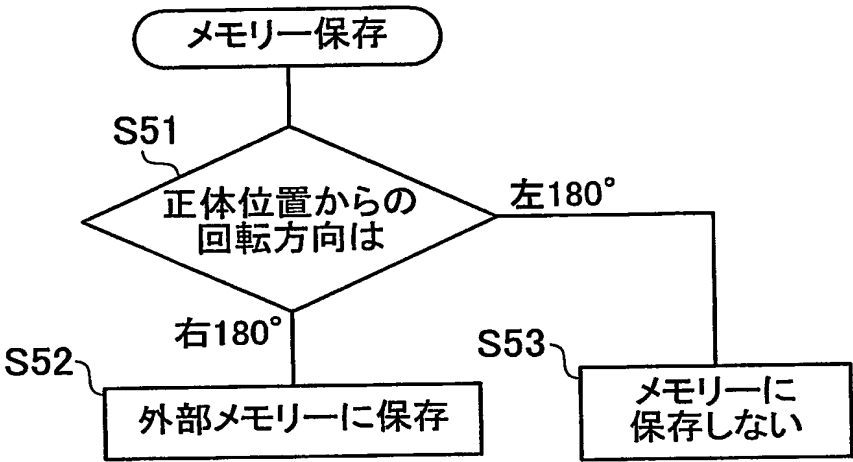 メモリー保存
S51
正体位置からの
回転方向は
左180°
右180°
S52
外部メモリーに保存
S53
メモリーに
保存しない